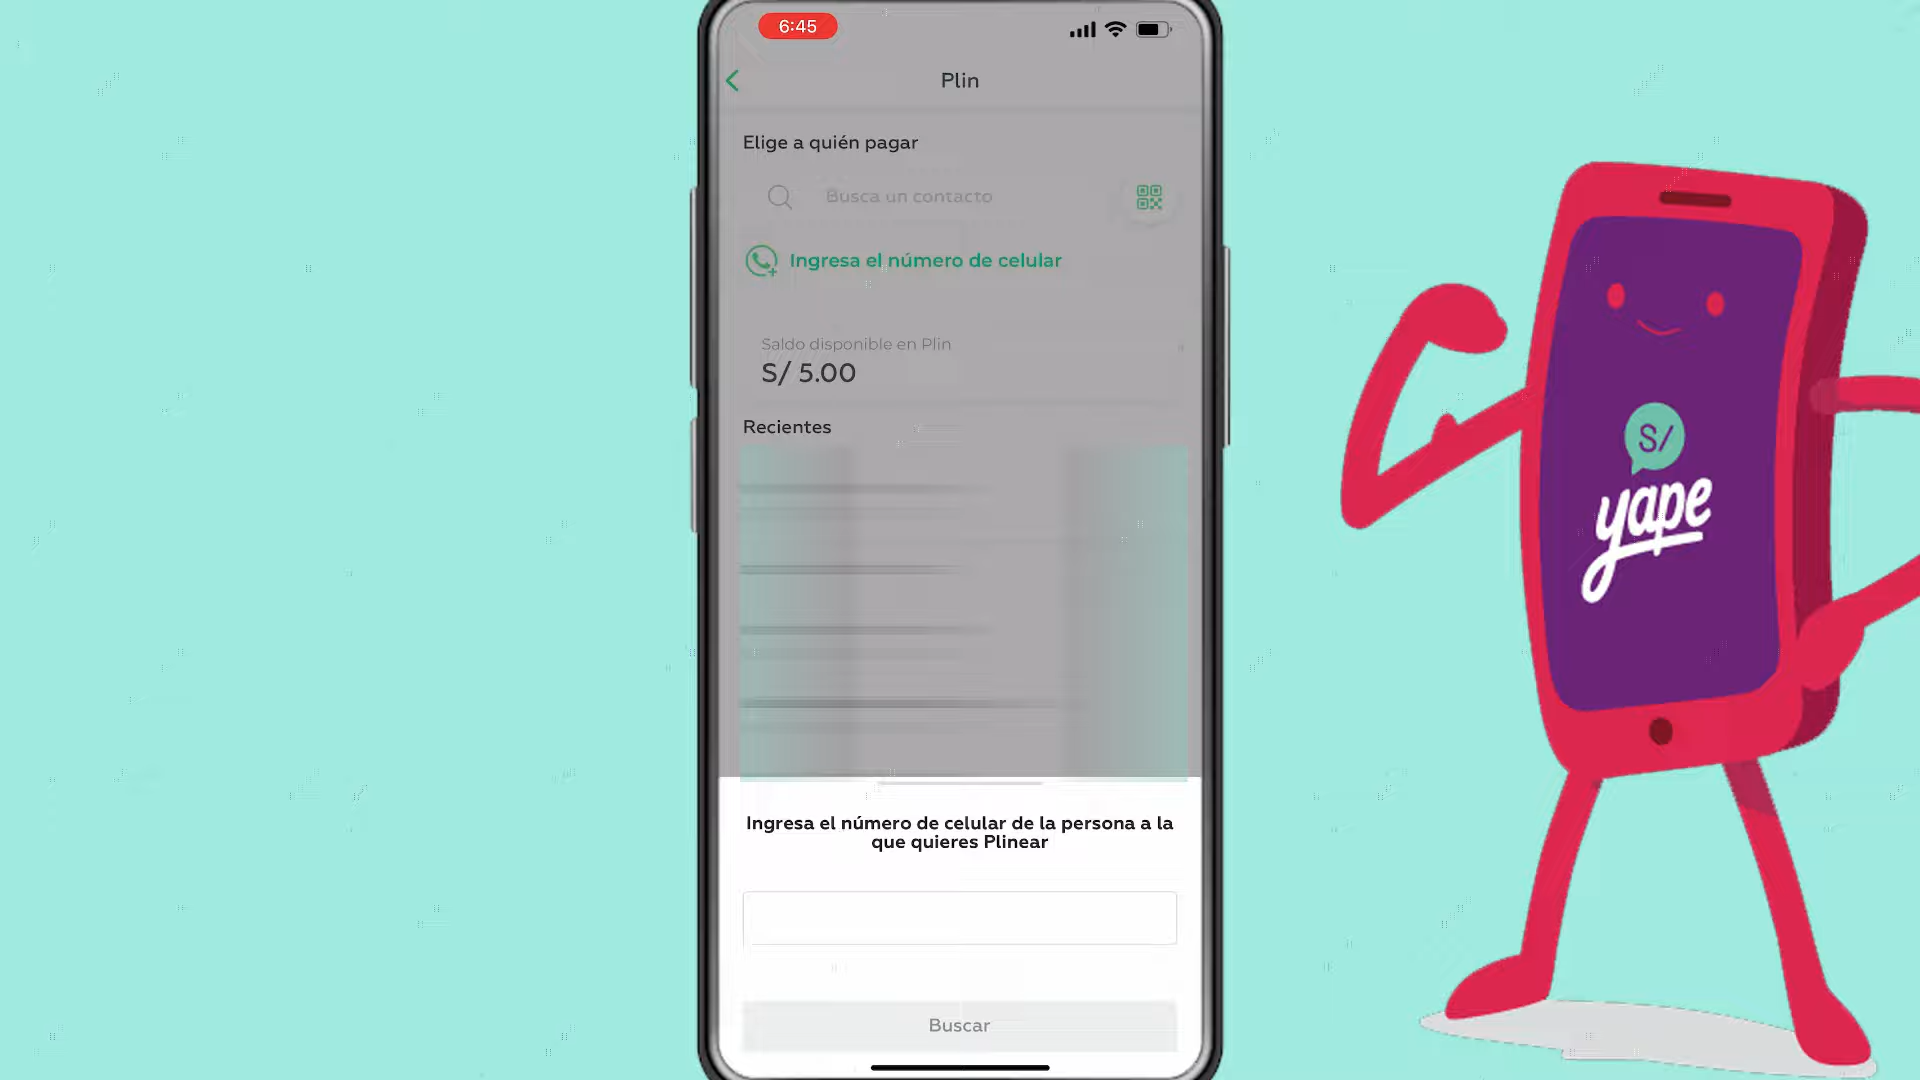 6:45
Plin
Elige a quién pagar
Busca un contacto
Ingresa el número de celular
Saldo disponible en Plin
S/ 5.00
Recientes
Ingresa el número de celular de la persona a la
que quieres Plinear
Buscar
S/
yape